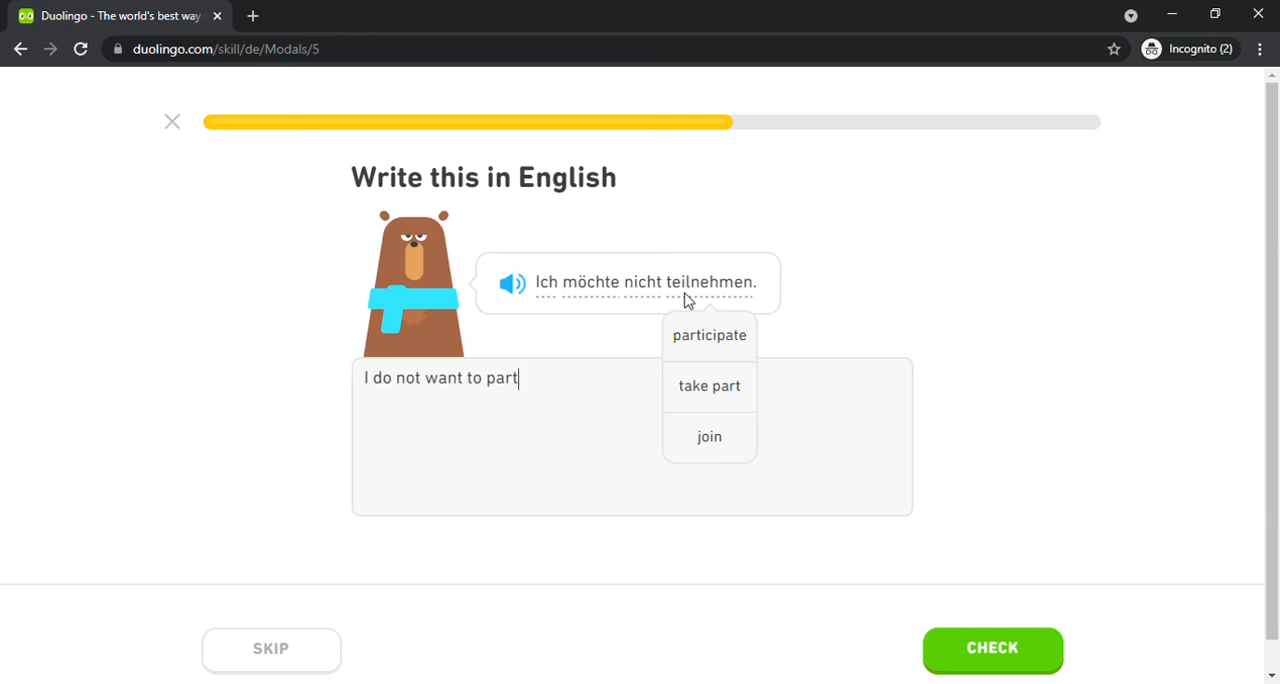 Duolingo - The world's best way
duolingo.com/skill/de/Modals/5
Incognito (2)
Write this in English
Ich möchte nicht teilnehmen.
participate
take part
join
I do not want to part
SKIP
CHECK